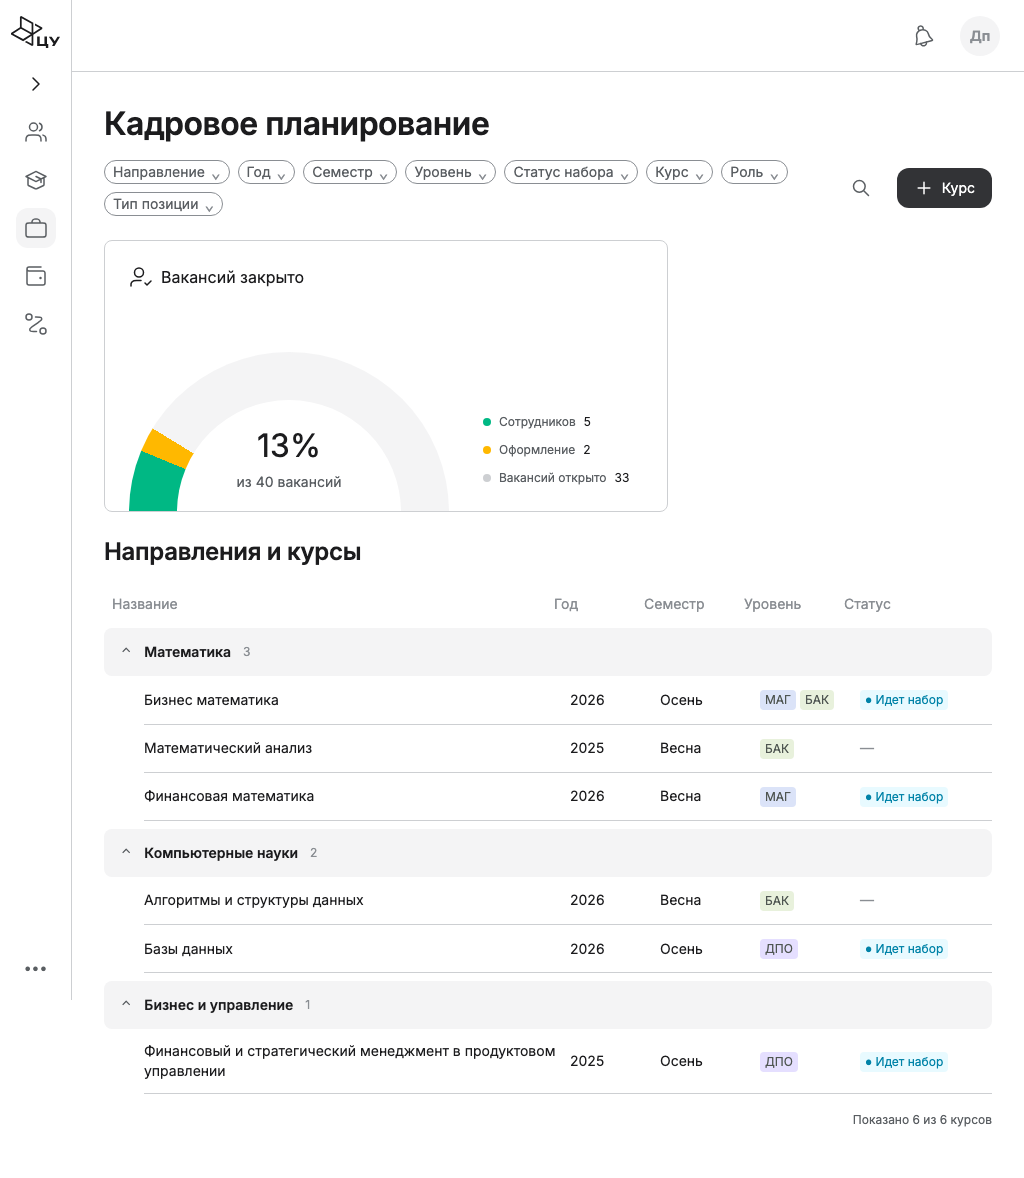 ЦУ
Дп
Кадровое планирование
Направление Год Семестр Уровень Статус набора Курс Роль
Тип позиции
+ Курс
Вакансий закрыто
13%
из 40 вакансий
Сотрудников 5
Оформление 2
Вакансий открыто 33
Направления и курсы
Название Год Семестр Уровень Статус
Математика 3
Бизнес математика 2026 Осень МАГ БАК Идет набор
Математический анализ 2025 Весна БАК —
Финансовая математика 2026 Весна МАГ Идет набор
Компьютерные науки 2
Алгоритмы и структуры данных 2026 Весна БАК —
Базы данных 2026 Осень ДПО Идет набор
Бизнес и управление 1
Финансовый и стратегический менеджмент в продуктовом
управлении 2025 Осень ДПО Идет набор
Показано 6 из 6 курсов